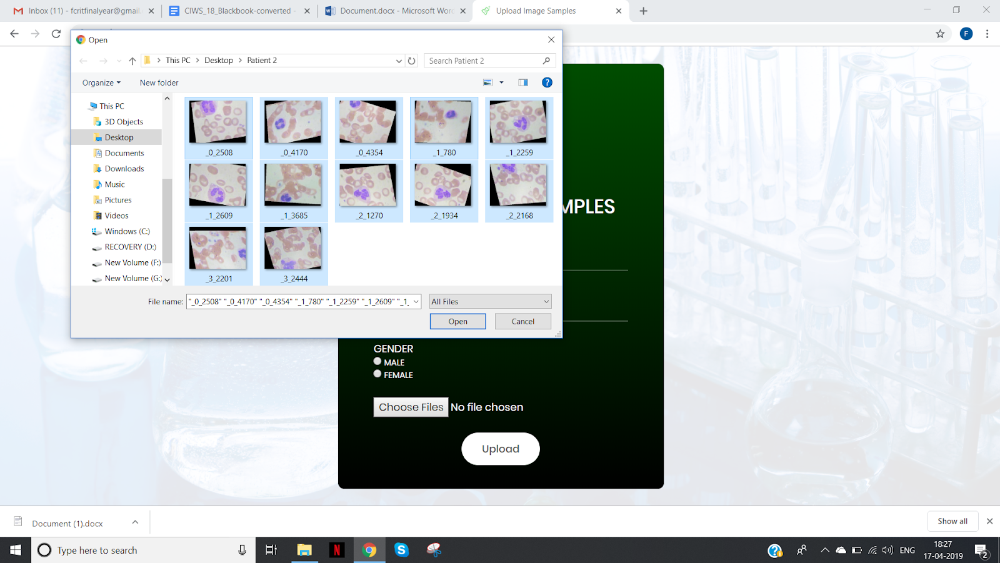 Inbox (11) - fcritfinalyear@gmail.
CIWS_18_Blackbook-converted -
Document.docx - Microsoft Word
Upload Image Samples
F
Open
This PC > Desktop > Patient 2
Search Patient 2
Organize
New folder
?
This PC
3D Objects
Desktop
Documents
Downloads
Music
Pictures
Videos
Windows (C:)
RECOVERY (D:)
New Volume (F:)
New Volume (G:)
_0_2508
_0_4170
_0_4354
_1_780
_1_2259
_1_2609
_1_3685
_2_1270
_2_1934
_2_2168
_3_2201
_3_2444
File name: "_0_2508" "_0_4170" "_0_4354" "_1_780" "_1_2259" "_1_2609" "_1_
All Files
Open
Cancel
MPLES
GENDER
MALE
FEMALE
Choose Files No file chosen
Upload
Document (1).docx
Show all
Type here to search
N
S
?
ENG
18:27
17-04-2019
2